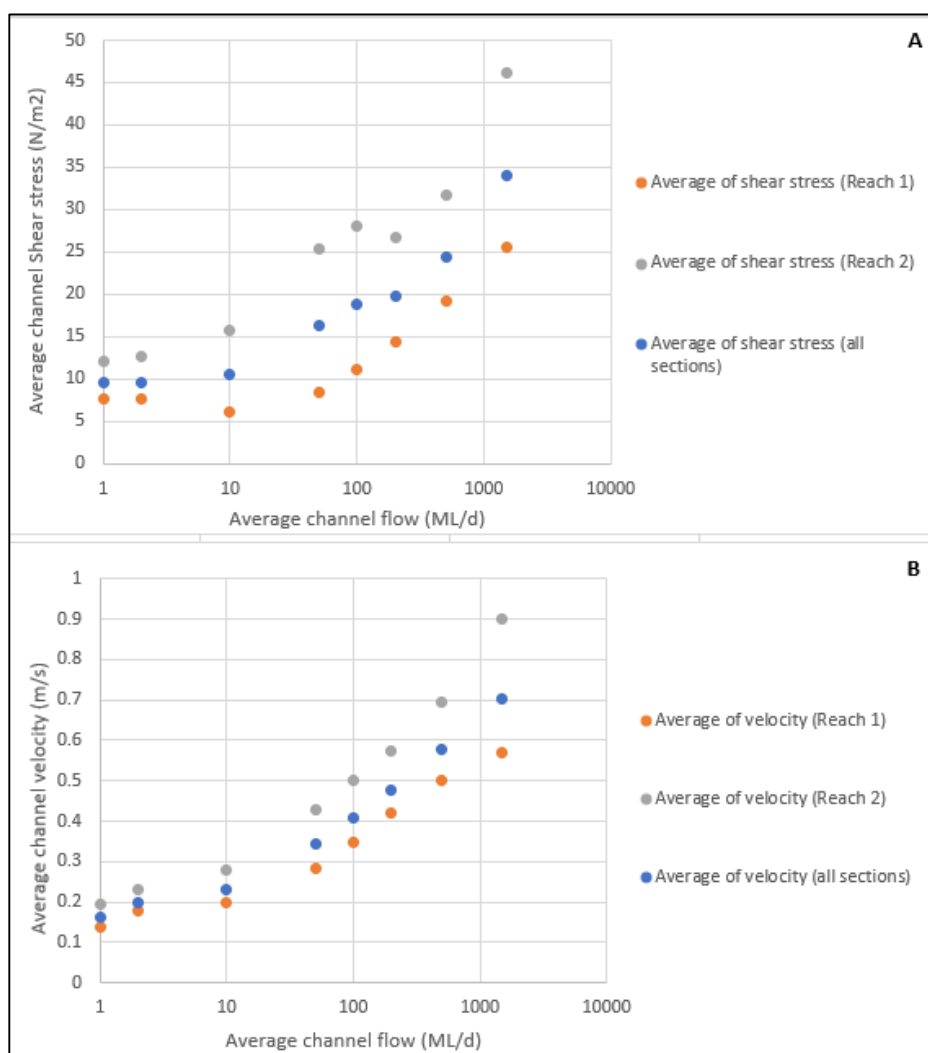 A
50
45
40
35
30
25
20
15
10
5
0
Average channel Shear stress (N/m2)
1 10 100 1000 10000
Average channel flow (ML/d)
Average of shear stress (Reach 1)
Average of shear stress (Reach 2)
Average of shear stress (all
sections)
B
1
0.9
0.8
0.7
0.6
0.5
0.4
0.3
0.2
0.1
0
Average channel velocity (m/s)
1 10 100 1000 10000
Average channel flow (ML/d)
Average of velocity (Reach 1)
Average of velocity (Reach 2)
Average of velocity (all sections)